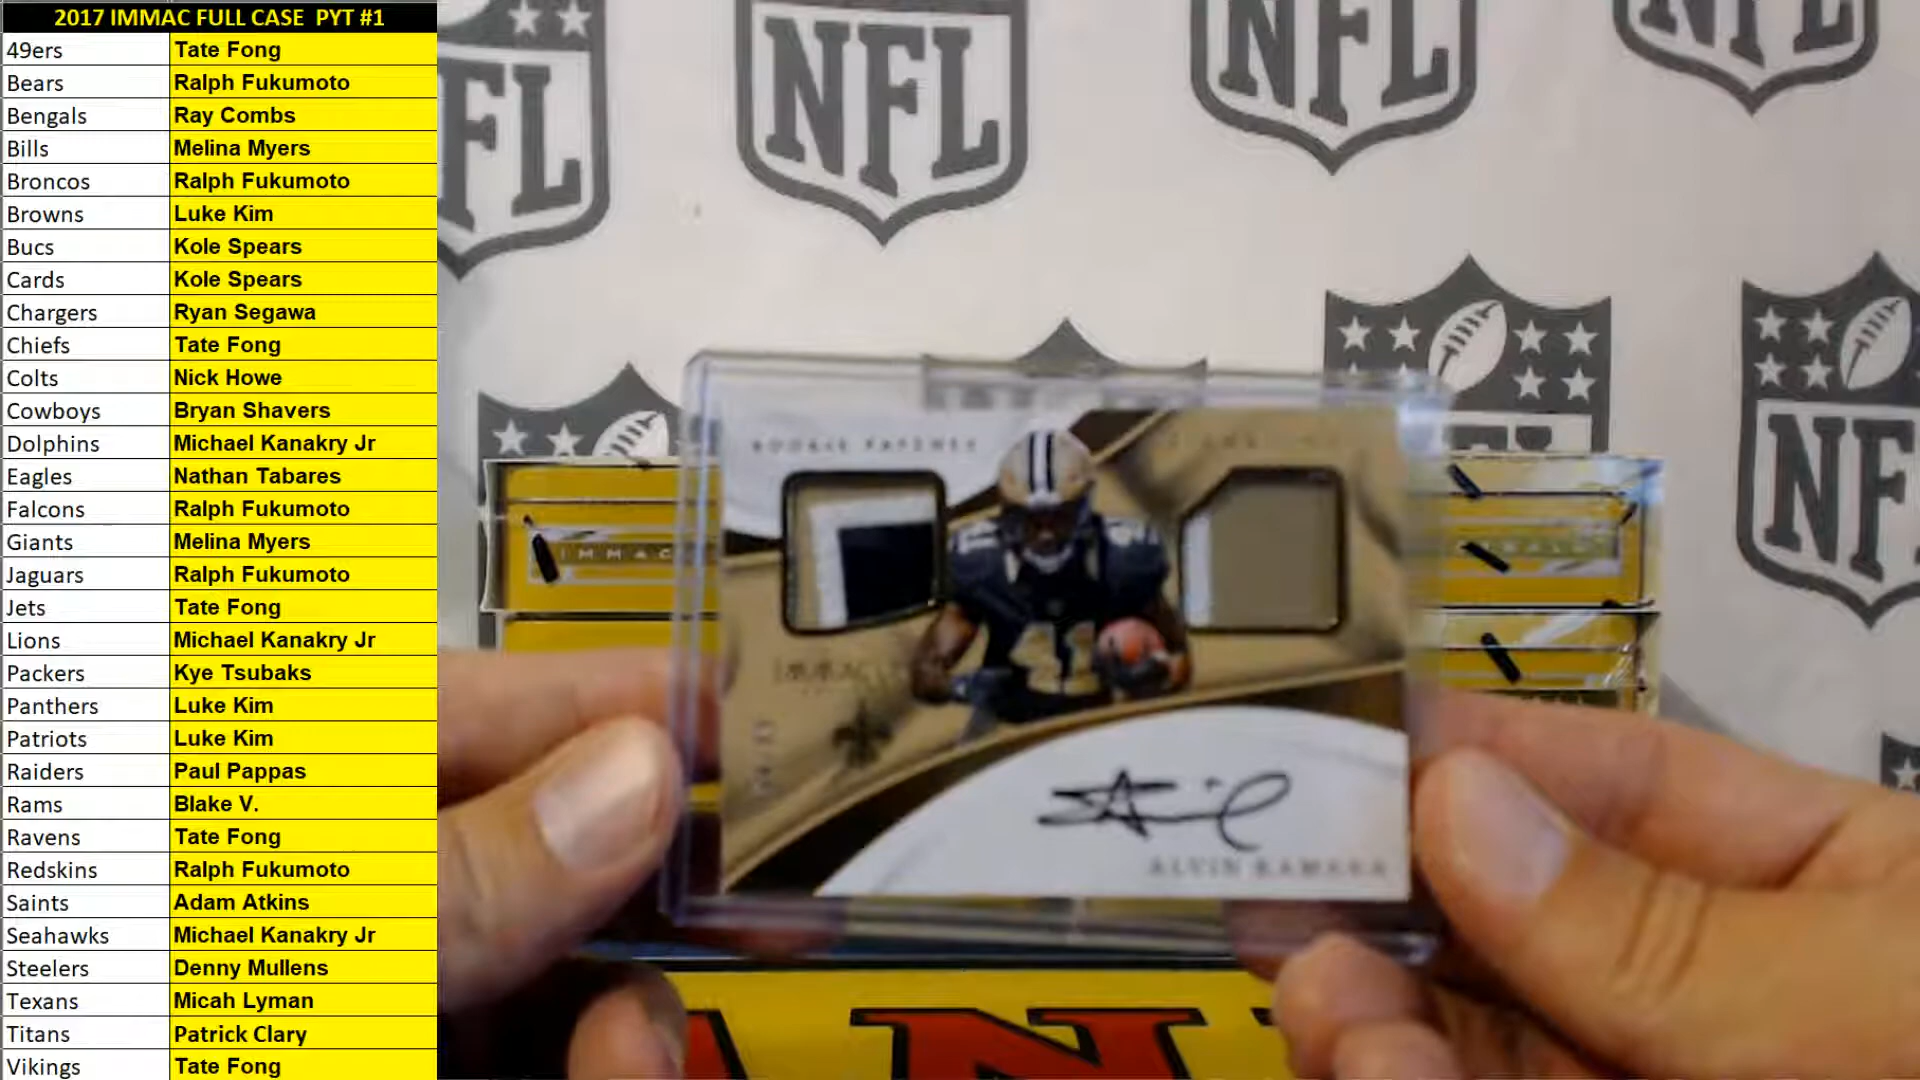 2017 IMMAC FULL CASE PYT #1
49ers Tate Fong
Bears Ralph Fukumoto
Bengals Ray Combs
Bills Melina Myers
Broncos Ralph Fukumoto
Browns Luke Kim
Bucs Kole Spears
Cards Kole Spears
Chargers Ryan Segawa
Chiefs Tate Fong
Colts Nick Howe
Cowboys Bryan Shavers
Dolphins Michael Kanakry Jr
Eagles Nathan Tabares
Falcons Ralph Fukumoto
Giants Melina Myers
Jaguars Ralph Fukumoto
Jets Tate Fong
Lions Michael Kanakry Jr
Packers Kye Tsubaks
Panthers Luke Kim
Patriots Luke Kim
Raiders Paul Pappas
Rams Blake V.
Ravens Tate Fong
Redskins Ralph Fukumoto
Saints Adam Atkins
Seahawks Michael Kanakry Jr
Steelers Denny Mullens
Texans Micah Lyman
Titans Patrick Clary
Vikings Tate Fong
NFL
NFL
NFL
NFL
NFL
IMMAC
41
ALVIN KAMARA